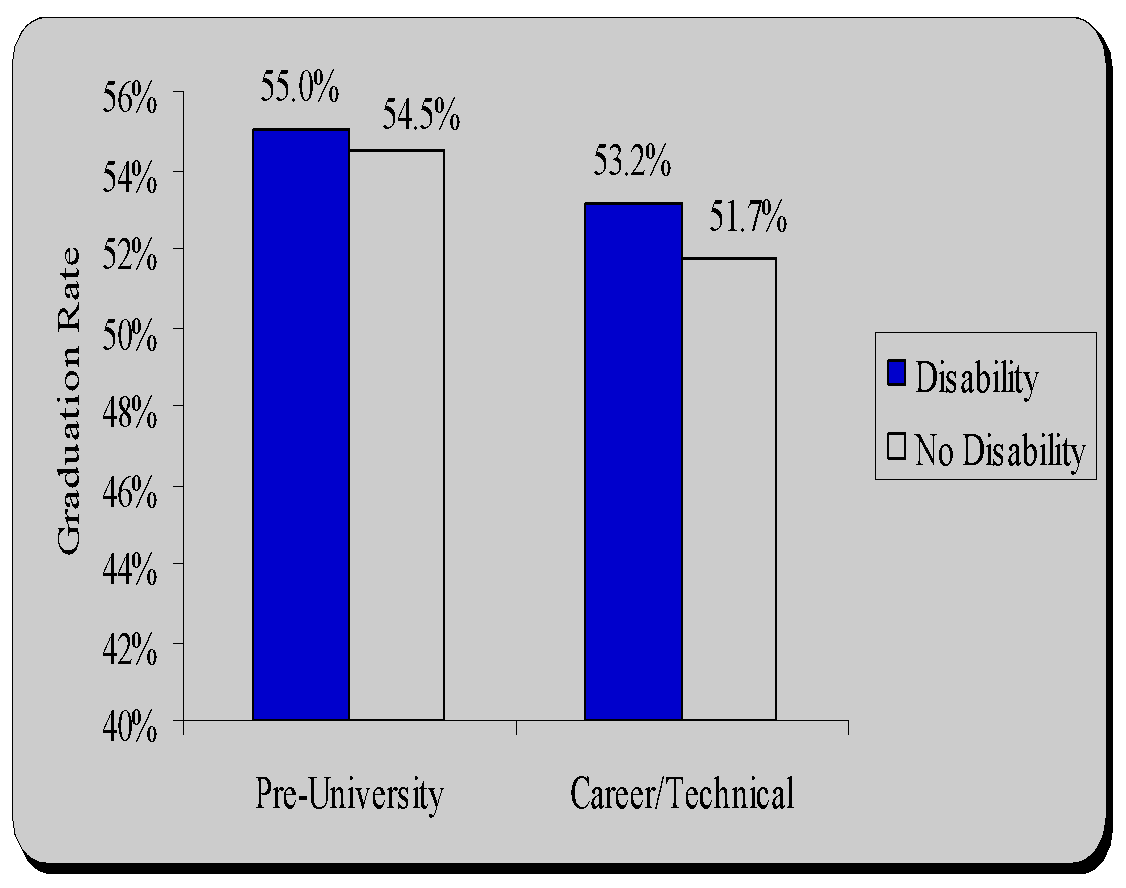 55.0%
54.5%
53.2%
51.7%
56%
54%
52%
50%
48%
46%
44%
42%
40%
Graduation Rate
Pre-University
Career/Technical
Disability
No Disability